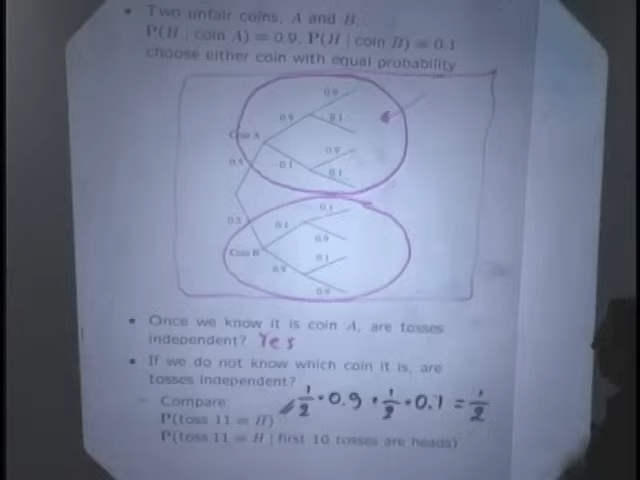 • Two unfair coins, A and B:
P(H | coin A) = 0.9, P(H | coin B) = 0.1
choose either coin with equal probability
0.9
0.9
0.1
Coin A
0.9
0.5
0.1
0.1
0.1
0.5
0.1
0.9
Coin B
0.1
0.9
0.9
• Once we know it is coin A, are tosses
independent? Yes
• If we do not know which coin it is, are
tosses independent?
– Compare:
P(toss 11 = H)
1/2 · 0.9 + 1/2 · 0.1 = 1/2
P(toss 11 = H | first 10 tosses are heads)